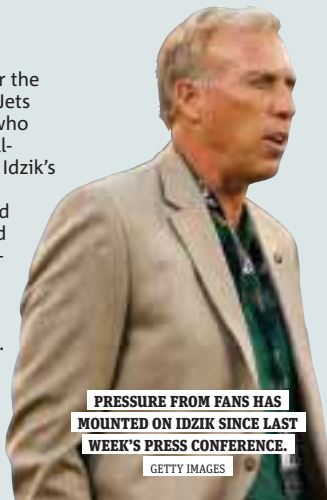 r the
Jets
who
l-
Idzik's
d
d
-
.
PRESSURE FROM FANS HAS
MOUNTED ON IDZIK SINCE LAST
WEEK'S PRESS CONFERENCE.
GETTY IMAGES